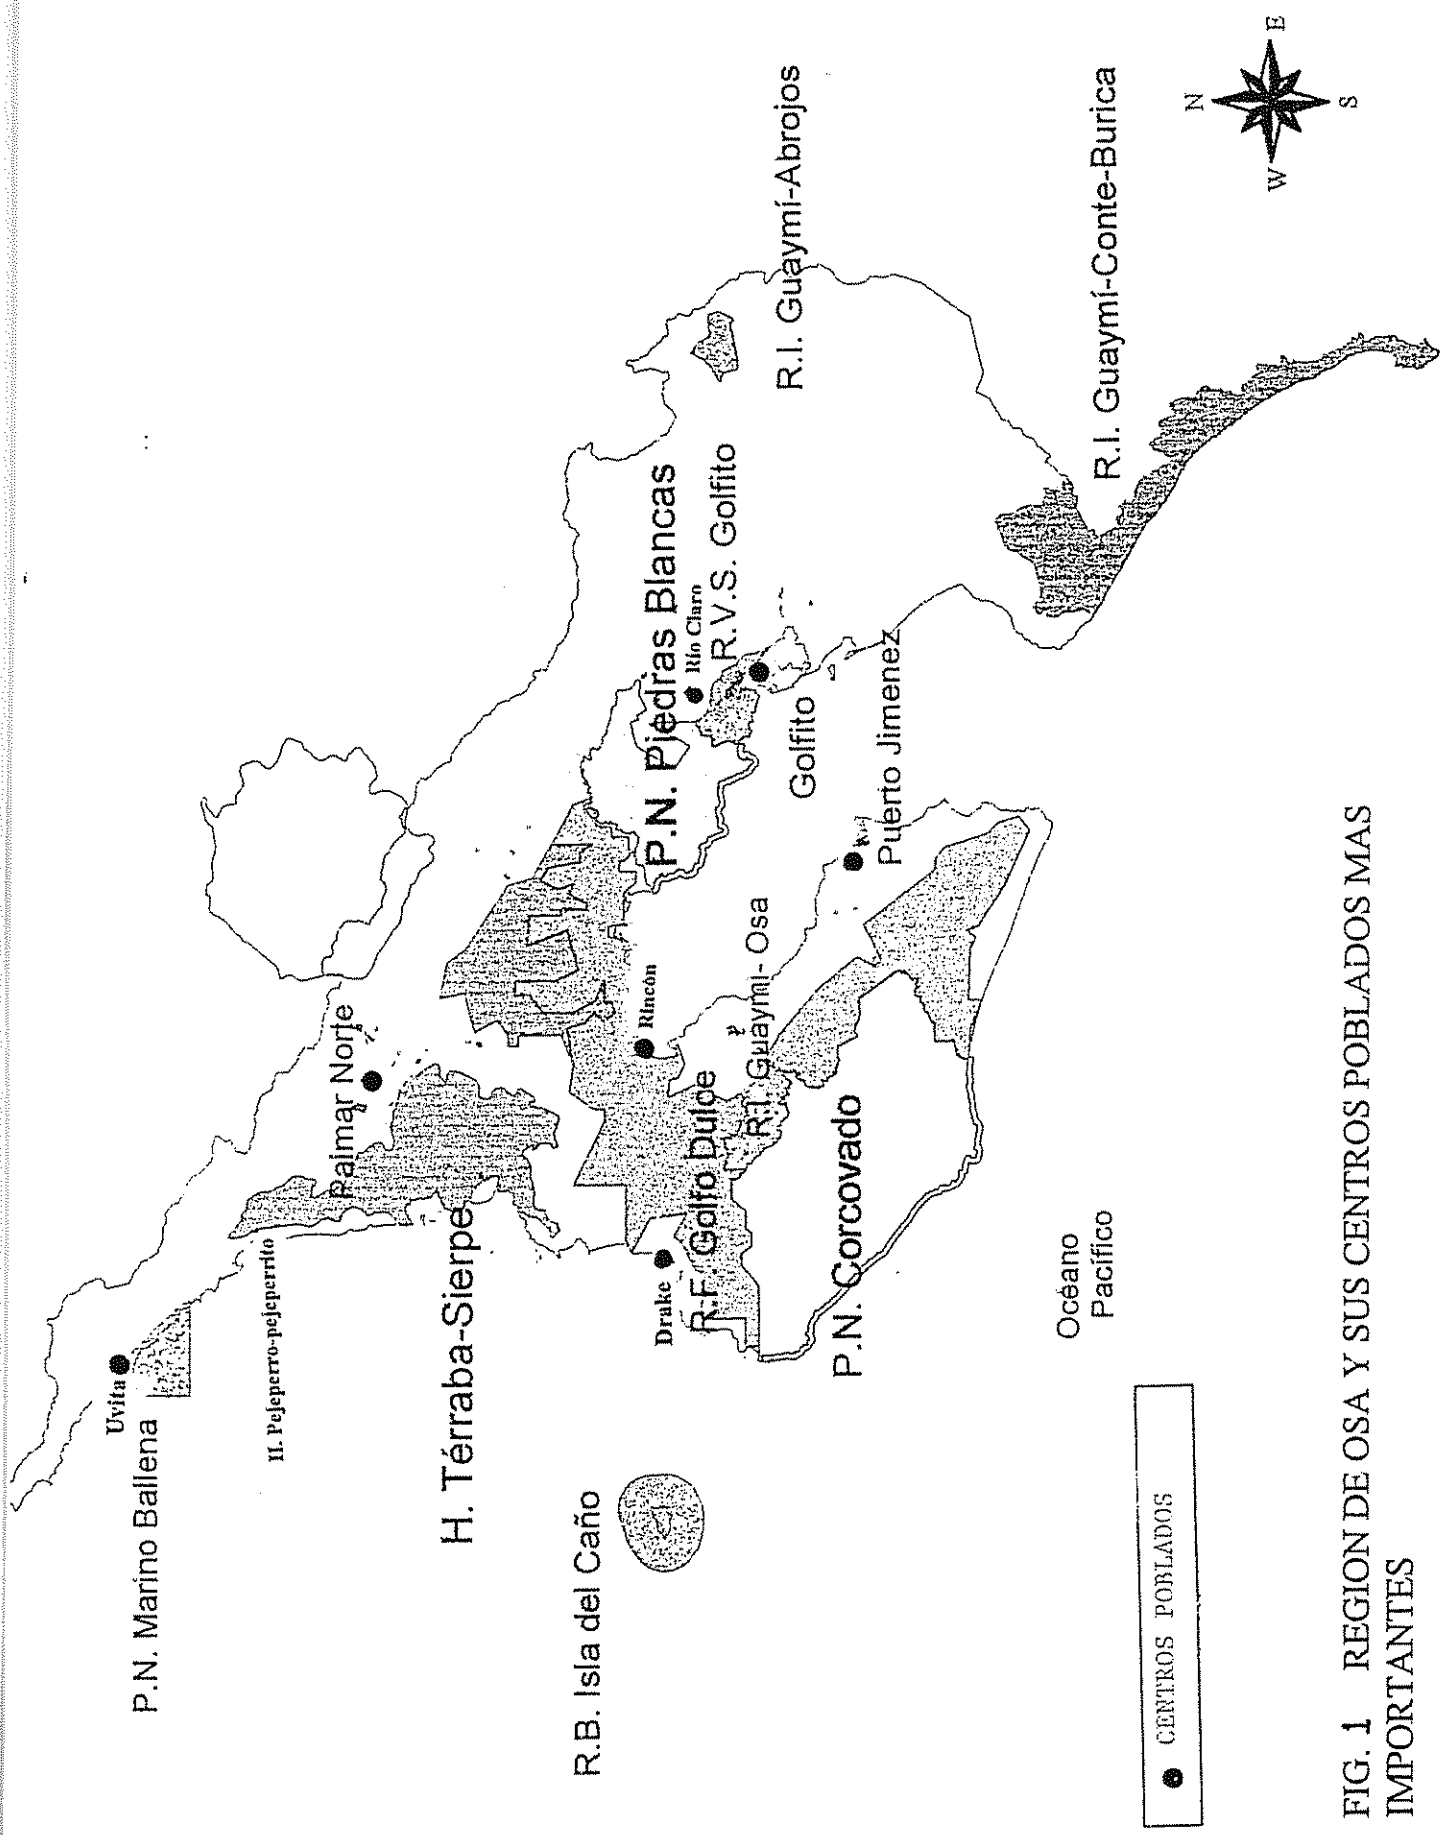 Uvita
P.N. Marino Ballena
H. Pejeperro-pejeperrito
Palmar Norte
H. Térraba-Sierpe
R.B. Isla del Caño
Drake
R.F. Golfo Dulce
Rincón
R.I. Guaymi- Osa
P.N. Corcovado
P.N. Piedras Blancas
Río Claro
R.V.S. Golfito
Golfito
Puerto Jimenez
R.I. Guaymí-Abrojos
R.I. Guaymí-Conte-Burica
Océano
Pacífico
N
E
S
W
CENTROS POBLADOS
FIG. 1 REGION DE OSA Y SUS CENTROS POBLADOS MAS
IMPORTANTES